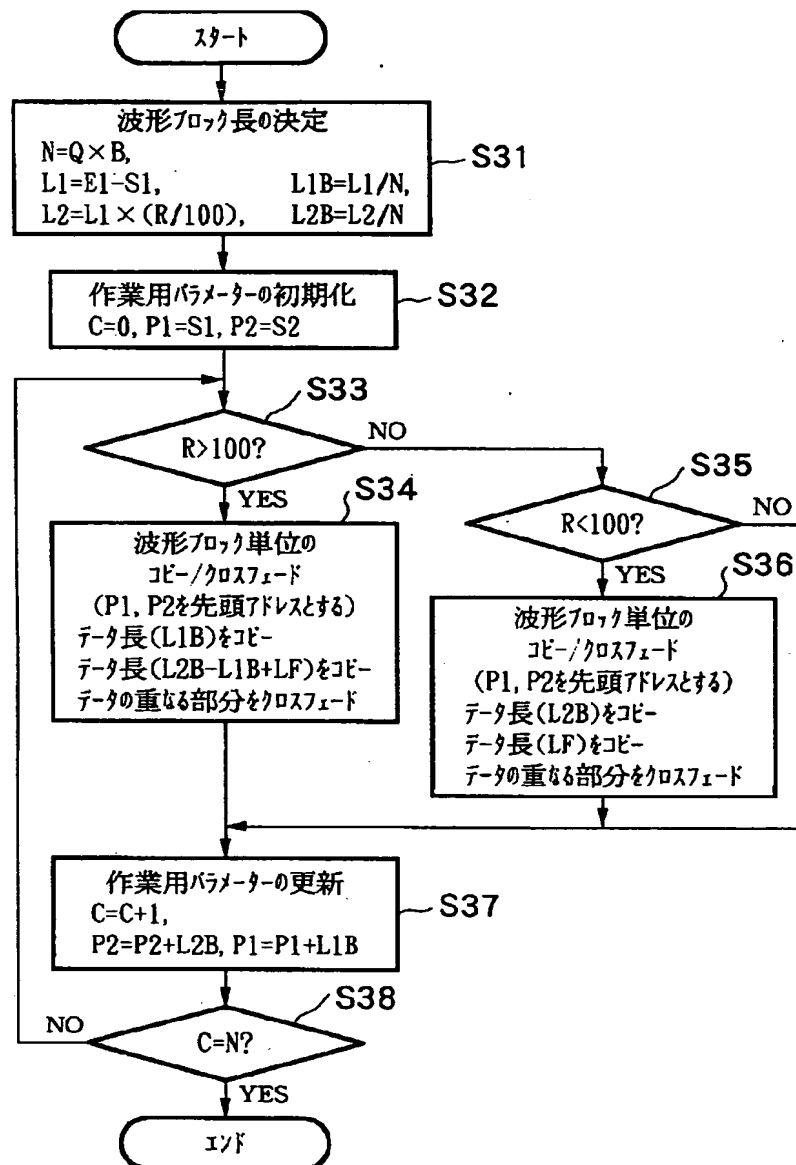 スタート
波形ブロック長の決定
N=Q×B,
L1=E1-S1, L1B=L1/N,
L2=L1×(R/100), L2B=L2/N
S31
作業用パラメーターの初期化
C=0, P1=S1, P2=S2
S32
S33
R>100?
NO
YES
S34
波形ブロック単位の
コピー/クロスフェード
(P1, P2を先頭アドレスとする)
データ長(L1B)をコピー
データ長(L2B-L1B+LF)をコピー
データの重なる部分をクロスフェード
S35
R<100?
NO
YES
S36
波形ブロック単位の
コピー/クロスフェード
(P1, P2を先頭アドレスとする)
データ長(L2B)をコピー
データ長(LF)をコピー
データの重なる部分をクロスフェード
作業用パラメーターの更新
C=C+1,
P2=P2+L2B, P1=P1+L1B
S37
S38
C=N?
NO
YES
エンド